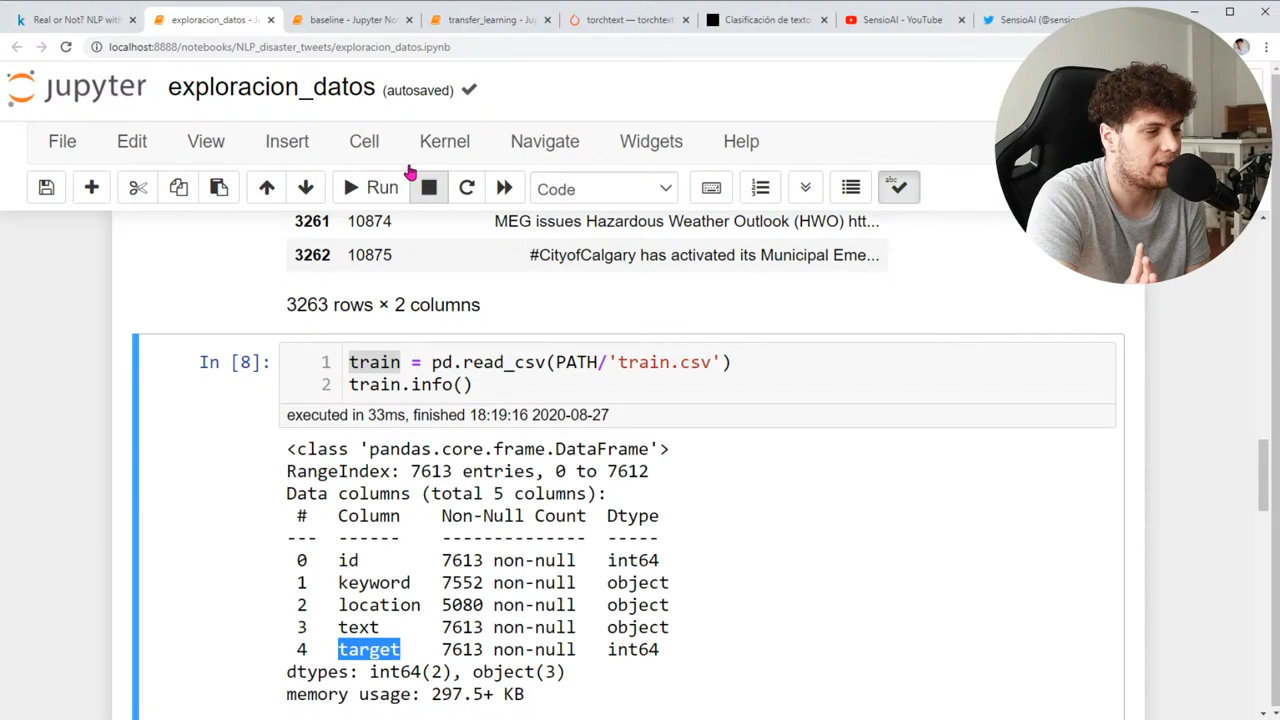 Real or Not? NLP with
exploracion_datos - J
baseline - Jupyter No
transfer_learning - Ju
torchtext — torchtext
Clasificación de texto
SensioAI - YouTube
SensioAI (@sensio
localhost:8888/notebooks/NLP_disaster_tweets/exploracion_datos.ipynb
jupyter exploracion_datos (autosaved)
File Edit View Insert Cell Kernel Navigate Widgets Help
Run Code
3261 10874 MEG issues Hazardous Weather Outlook (HWO) htt...
3262 10875 #CityofCalgary has activated its Municipal Eme...
3263 rows × 2 columns
In [8]: 1 train = pd.read_csv(PATH/'train.csv')
2 train.info()
executed in 33ms, finished 18:19:16 2020-08-27
<class 'pandas.core.frame.DataFrame'>
RangeIndex: 7613 entries, 0 to 7612
Data columns (total 5 columns):
# Column Non-Null Count Dtype
--- ------ -------------- -----
0 id 7613 non-null int64
1 keyword 7552 non-null object
2 location 5080 non-null object
3 text 7613 non-null object
4 target 7613 non-null int64
dtypes: int64(2), object(3)
memory usage: 297.5+ KB